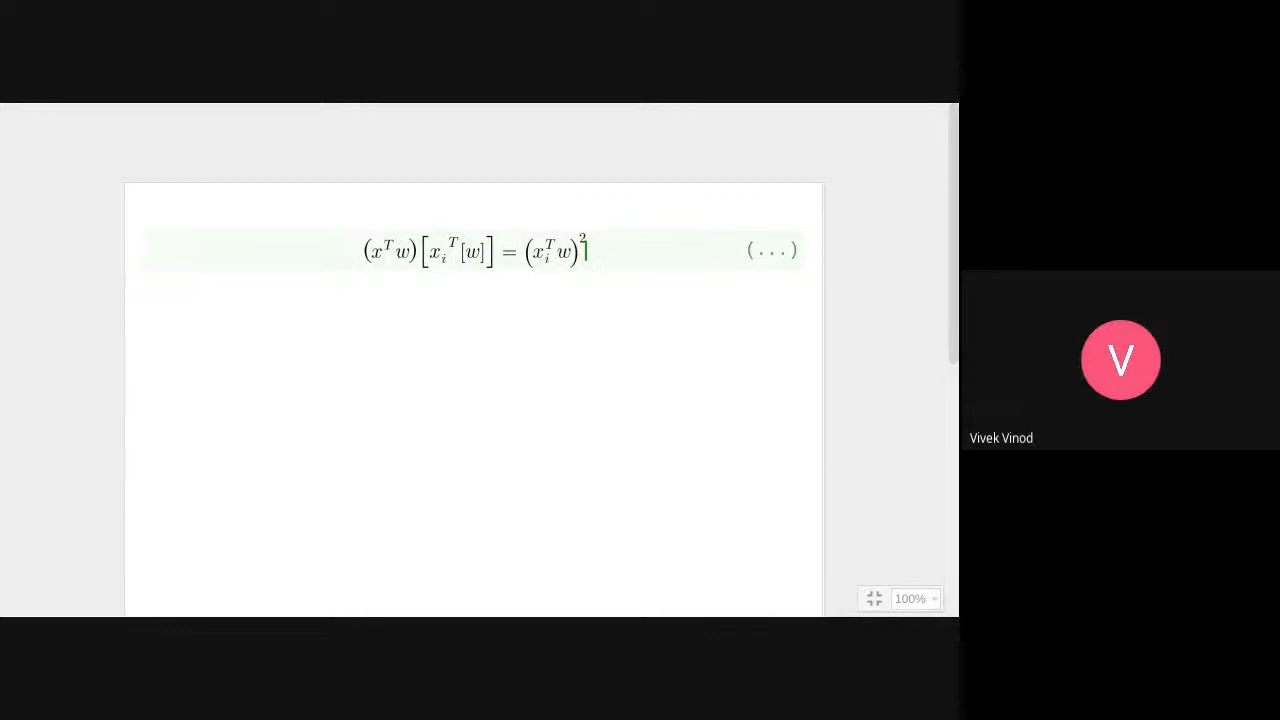 (x^T w)[x_i^T [w]] = (x_i^T w)^2 (...)
V
Vivek Vinod
100%